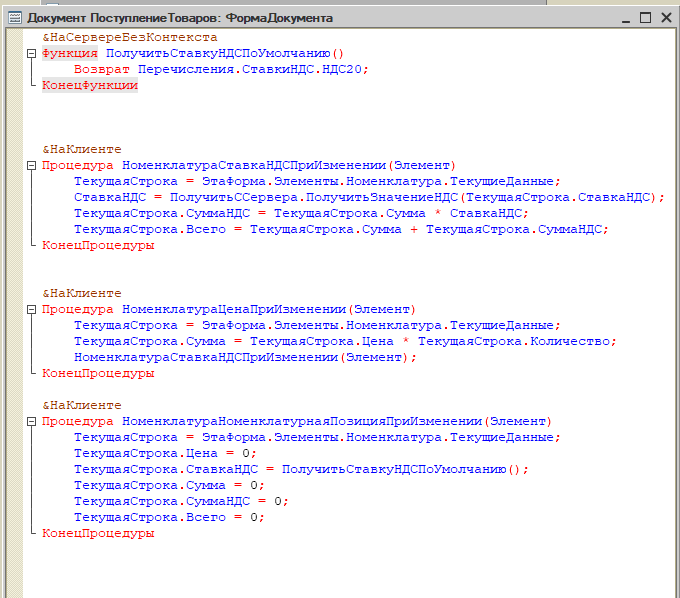 Документ ПоступлениеТоваров: ФормаДокумента
&НаСервереБезКонтекста
Функция ПолучитьСтавкуНДСПоУмолчанию()
Возврат Перечисления.СтавкиНДС.НДС20;
КонецФункции
&НаКлиенте
Процедура НоменклатураСтавкаНДСПриИзменении(Элемент)
ТекущаяСтрока = ЭтаФорма.Элементы.Номенклатура.ТекущиеДанные;
СтавкаНДС = ПолучитьССервера.ПолучитьЗначениеНДС(ТекущаяСтрока.СтавкаНДС);
ТекущаяСтрока.СуммаНДС = ТекущаяСтрока.Сумма * СтавкаНДС;
ТекущаяСтрока.Всего = ТекущаяСтрока.Сумма + ТекущаяСтрока.СуммаНДС;
КонецПроцедуры
&НаКлиенте
Процедура НоменклатураЦенаПриИзменении(Элемент)
ТекущаяСтрока = ЭтаФорма.Элементы.Номенклатура.ТекущиеДанные;
ТекущаяСтрока.Сумма = ТекущаяСтрока.Цена * ТекущаяСтрока.Количество;
НоменклатураСтавкаНДСПриИзменении(Элемент);
КонецПроцедуры
&НаКлиенте
Процедура НоменклатураНоменклатурнаяПозицияПриИзменении(Элемент)
ТекущаяСтрока = ЭтаФорма.Элементы.Номенклатура.ТекущиеДанные;
ТекущаяСтрока.Цена = 0;
ТекущаяСтрока.СтавкаНДС = ПолучитьСтавкуНДСПоУмолчанию();
ТекущаяСтрока.Сумма = 0;
ТекущаяСтрока.СуммаНДС = 0;
ТекущаяСтрока.Всего = 0;
КонецПроцедуры